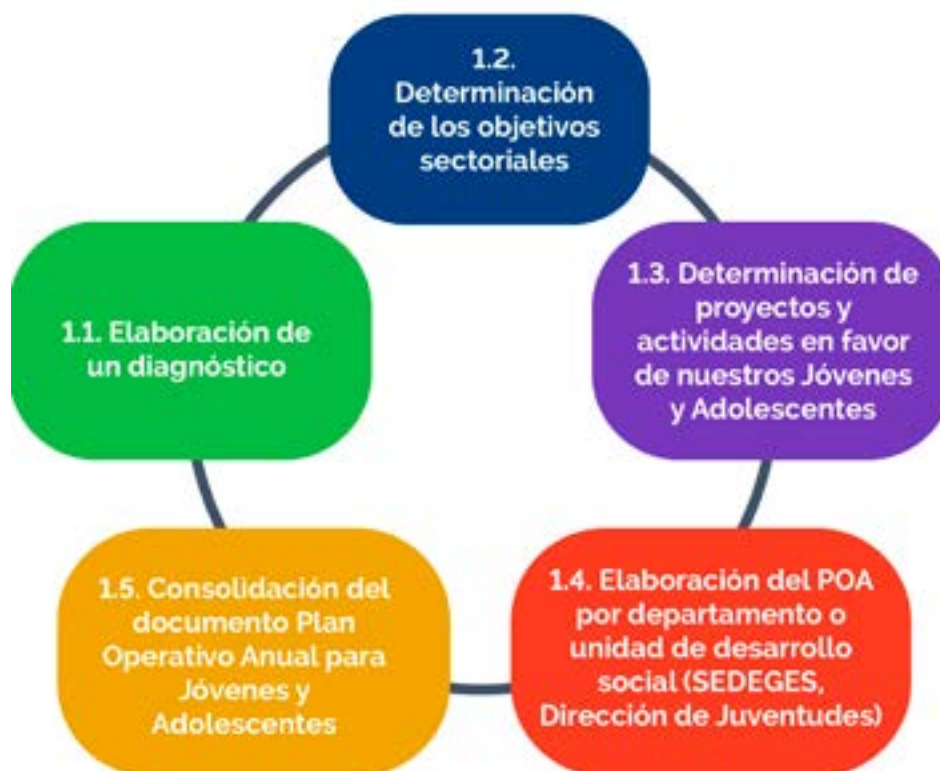 1.2.
Determinación
de los objetivos
sectoriales
1.1. Elaboración de
un diagnóstico
1.3. Determinación de
proyectos y
actividades en favor
de nuestros Jóvenes
y Adolescentes
1.5. Consolidación del
documento Plan
Operativo Anual para
Jóvenes y
Adolescentes
1.4. Elaboración del POA
por departamento o
unidad de desarrollo
social (SEDEGES,
Dirección de Juventudes)